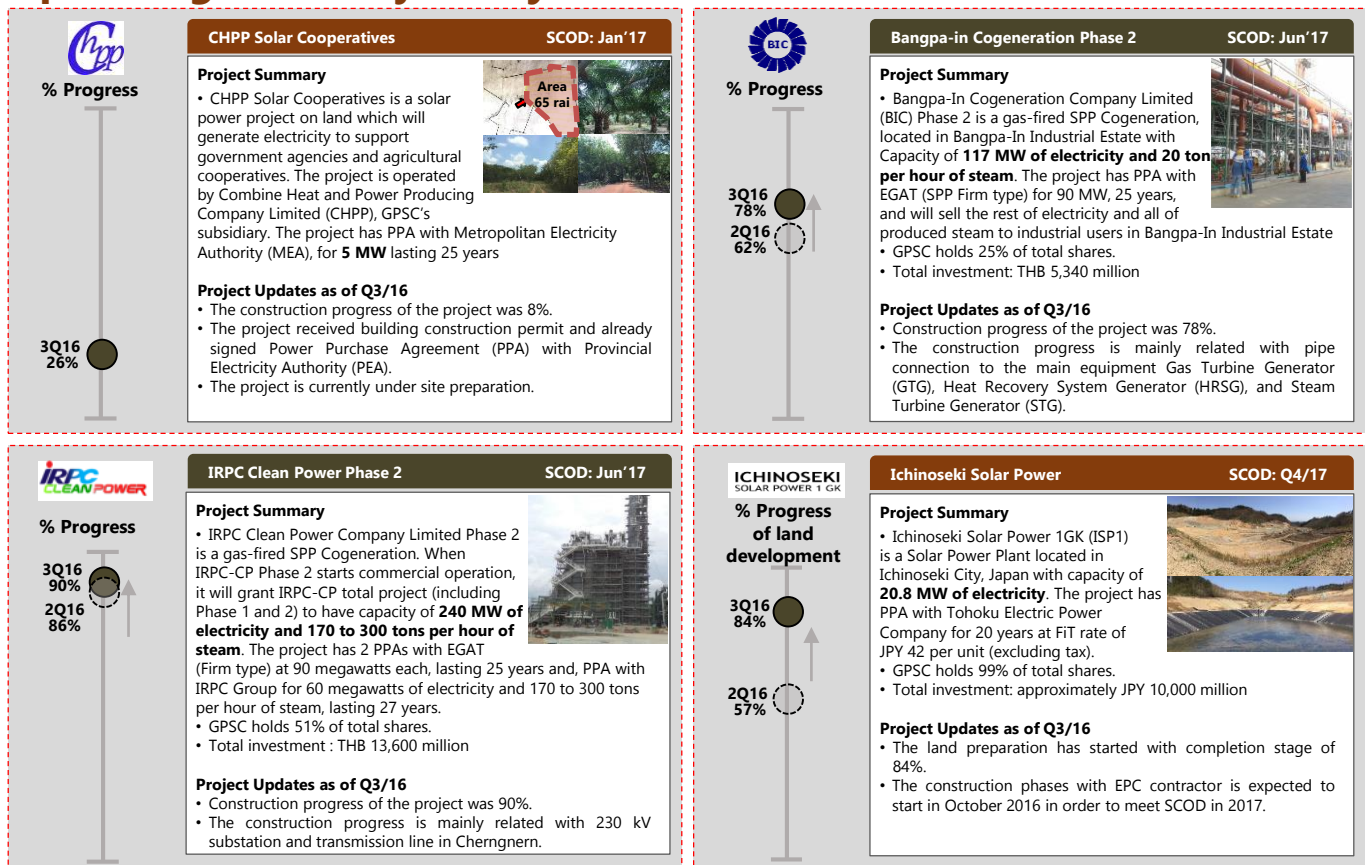 Chpp
% Progress
3Q16
26%
CHPP Solar Cooperatives SCOD: Jan'17
Project Summary
• CHPP Solar Cooperatives is a solar
power project on land which will
generate electricity to support
government agencies and agricultural
cooperatives. The project is operated
by Combine Heat and Power Producing
Company Limited (CHPP), GPSC's
subsidiary. The project has PPA with Metropolitan Electricity
Authority (MEA), for 5 MW lasting 25 years
Area
65 rai
Project Updates as of Q3/16
• The construction progress of the project was 8%.
• The project received building construction permit and already
signed Power Purchase Agreement (PPA) with Provincial
Electricity Authority (PEA).
• The project is currently under site preparation.
BIC
% Progress
3Q16
78%
2Q16
62%
Bangpa-in Cogeneration Phase 2 SCOD: Jun'17
Project Summary
• Bangpa-In Cogeneration Company Limited
(BIC) Phase 2 is a gas-fired SPP Cogeneration,
located in Bangpa-In Industrial Estate with
Capacity of 117 MW of electricity and 20 ton
per hour of steam. The project has PPA with
EGAT (SPP Firm type) for 90 MW, 25 years,
and will sell the rest of electricity and all of
produced steam to industrial users in Bangpa-In Industrial Estate
• GPSC holds 25% of total shares.
• Total investment: THB 5,340 million
Project Updates as of Q3/16
• Construction progress of the project was 78%.
• The construction progress is mainly related with pipe
connection to the main equipment Gas Turbine Generator
(GTG), Heat Recovery System Generator (HRSG), and Steam
Turbine Generator (STG).
IRPC
CLEAN POWER
% Progress
3Q16
90%
2Q16
86%
IRPC Clean Power Phase 2 SCOD: Jun'17
Project Summary
• IRPC Clean Power Company Limited Phase 2
is a gas-fired SPP Cogeneration. When
IRPC-CP Phase 2 starts commercial operation,
it will grant IRPC-CP total project (including
Phase 1 and 2) to have capacity of 240 MW of
electricity and 170 to 300 tons per hour of
steam. The project has 2 PPAs with EGAT
(Firm type) at 90 megawatts each, lasting 25 years and, PPA with
IRPC Group for 60 megawatts of electricity and 170 to 300 tons
per hour of steam, lasting 27 years.
• GPSC holds 51% of total shares.
• Total investment : THB 13,600 million
Project Updates as of Q3/16
• Construction progress of the project was 90%.
• The construction progress is mainly related with 230 kV
substation and transmission line in Cherngnern.
ICHINOSEKI
SOLAR POWER 1 GK
% Progress
of land
development
3Q16
84%
2Q16
57%
Ichinoseki Solar Power SCOD: Q4/17
Project Summary
• Ichinoseki Solar Power 1GK (ISP1)
is a Solar Power Plant located in
Ichinoseki City, Japan with capacity of
20.8 MW of electricity. The project has
PPA with Tohoku Electric Power
Company for 20 years at FiT rate of
JPY 42 per unit (excluding tax).
• GPSC holds 99% of total shares.
• Total investment: approximately JPY 10,000 million
Project Updates as of Q3/16
• The land preparation has started with completion stage of
84%.
• The construction phases with EPC contractor is expected to
start in October 2016 in order to meet SCOD in 2017.